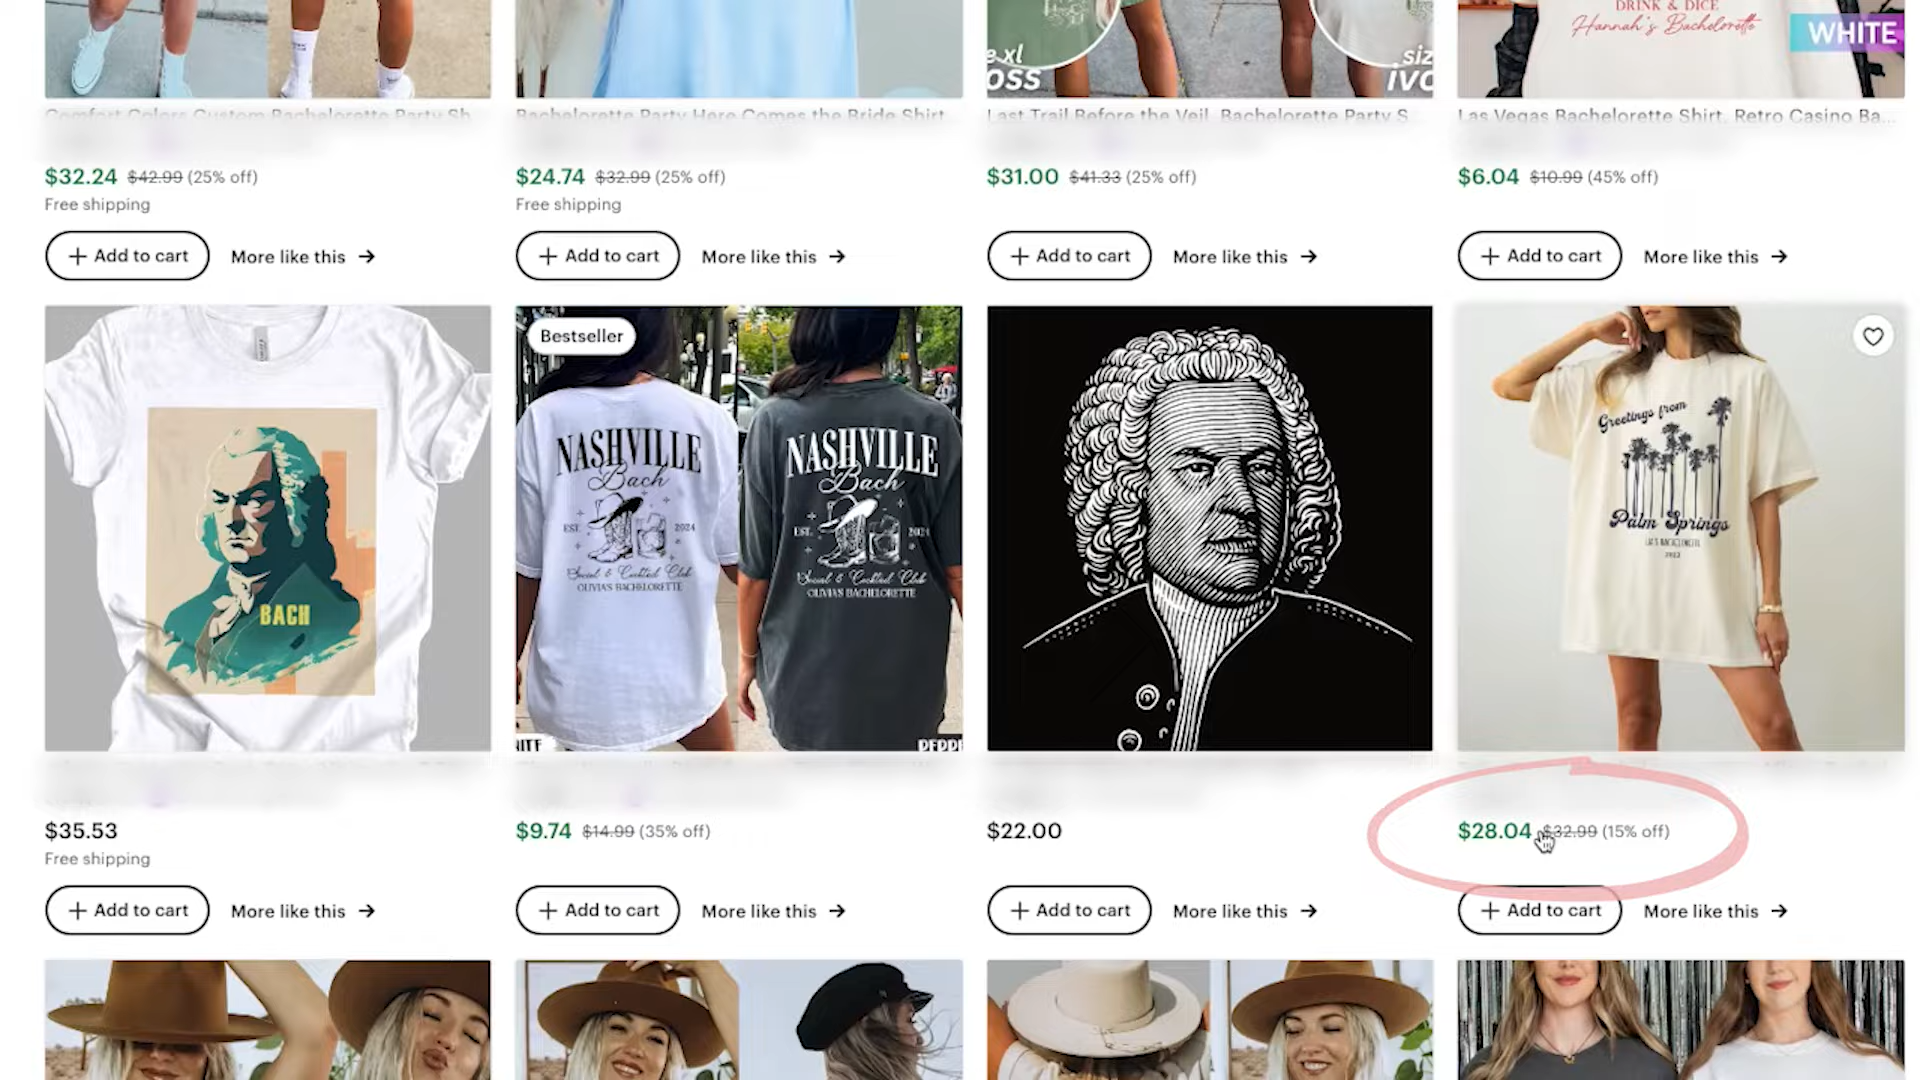 DRINK & DICE
Hannah's Bachelorette
WHITE
e xl
OSS
siz
IVO
Comfort Colors Custom Bachelorette Party Sh
Bachelorette Party Here Comes the Bride Shirt,
Last Trail Before the Veil, Bachelorette Party S...
Las Vegas Bachelorette Shirt, Retro Casino Ba...
$32.24 $42.99 (25% off)
Free shipping
$24.74 $32.99 (25% off)
Free shipping
$31.00 $41.33 (25% off)
$6.04 $10.99 (45% off)
Add to cart More like this →
Add to cart More like this →
Add to cart More like this →
Add to cart More like this →
BACH
Bestseller
NASHVILLE
Bach
EST. 2024
Social & Cocktail Club
OLIVIA'S BACHELORETTE
NASHVILLE
Bach
EST. 2024
Social & Cocktail Club
OLIVIA'S BACHELORETTE
Greetings from
Palm Springs
$35.53
Free shipping
$9.74 $14.99 (35% off)
$22.00
$28.04 $32.99 (15% off)
Add to cart More like this →
Add to cart More like this →
Add to cart More like this →
Add to cart More like this →